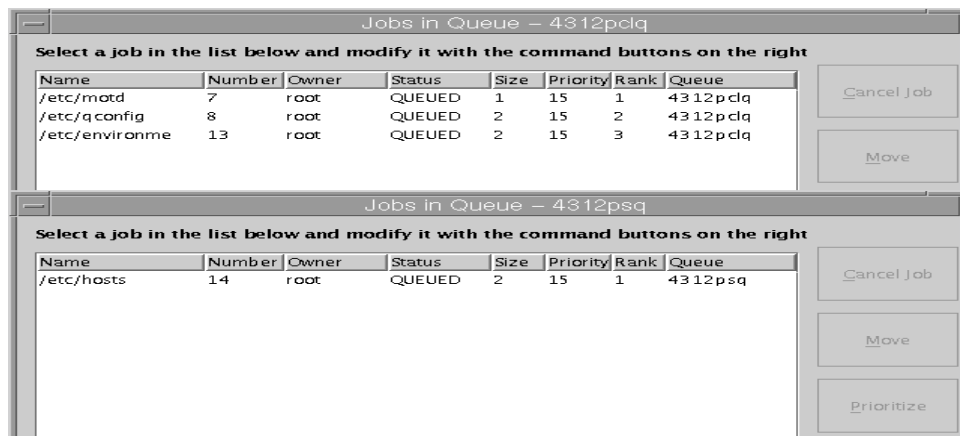 Jobs in Queue – 4312pclq
Select a job in the list below and modify it with the command buttons on the right
Name Number Owner Status Size Priority Rank Queue
/etc/motd 7 root QUEUED 1 15 1 4312pclq
/etc/qconfig 8 root QUEUED 2 15 2 4312pclq
/etc/environme 13 root QUEUED 2 15 3 4312pclq
Cancel Job
Move
Jobs in Queue – 4312psq
Select a job in the list below and modify it with the command buttons on the right
Name Number Owner Status Size Priority Rank Queue
/etc/hosts 14 root QUEUED 2 15 1 4312psq
Cancel Job
Move
Prioritize